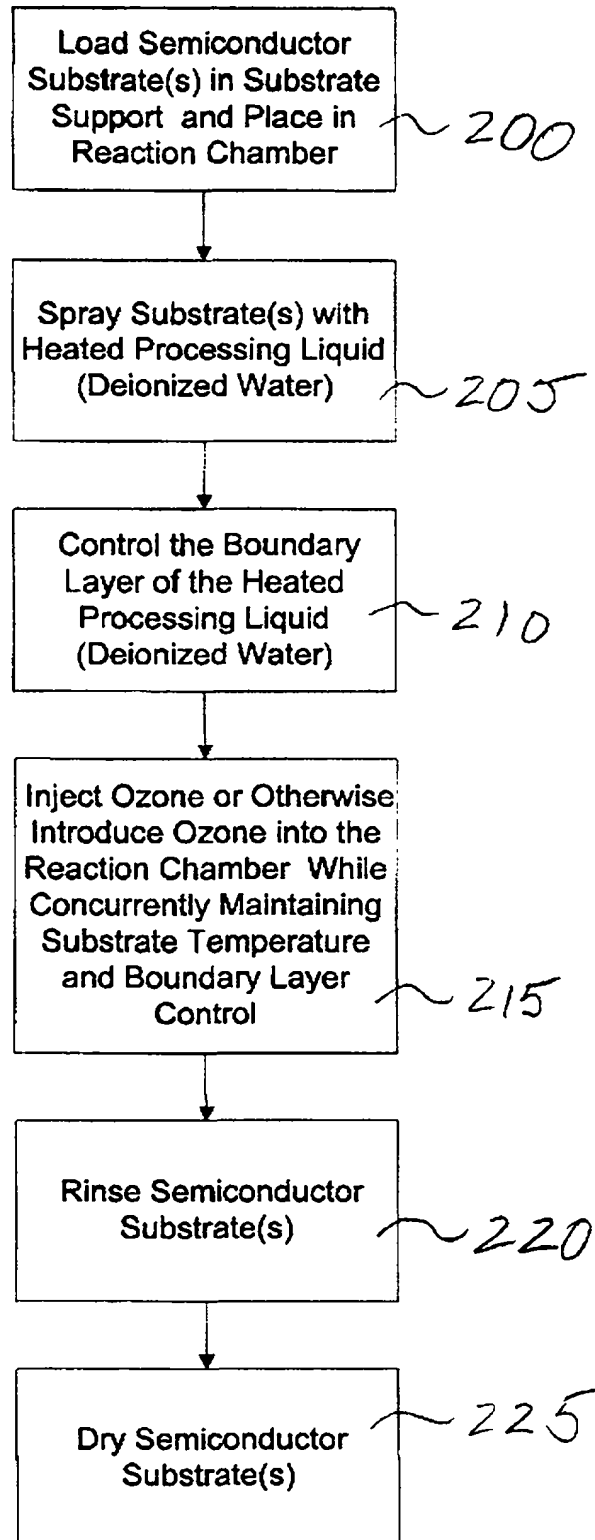 Load Semiconductor
Substrate(s) in Substrate
Support and Place in
Reaction Chamber
200
Spray Substrate(s) with
Heated Processing Liquid
(Deionized Water)
205
Control the Boundary
Layer of the Heated
Processing Liquid
(Deionized Water)
210
Inject Ozone or Otherwise
Introduce Ozone into the
Reaction Chamber While
Concurrently Maintaining
Substrate Temperature
and Boundary Layer
Control
215
Rinse Semiconductor
Substrate(s)
220
Dry Semiconductor
Substrate(s)
225